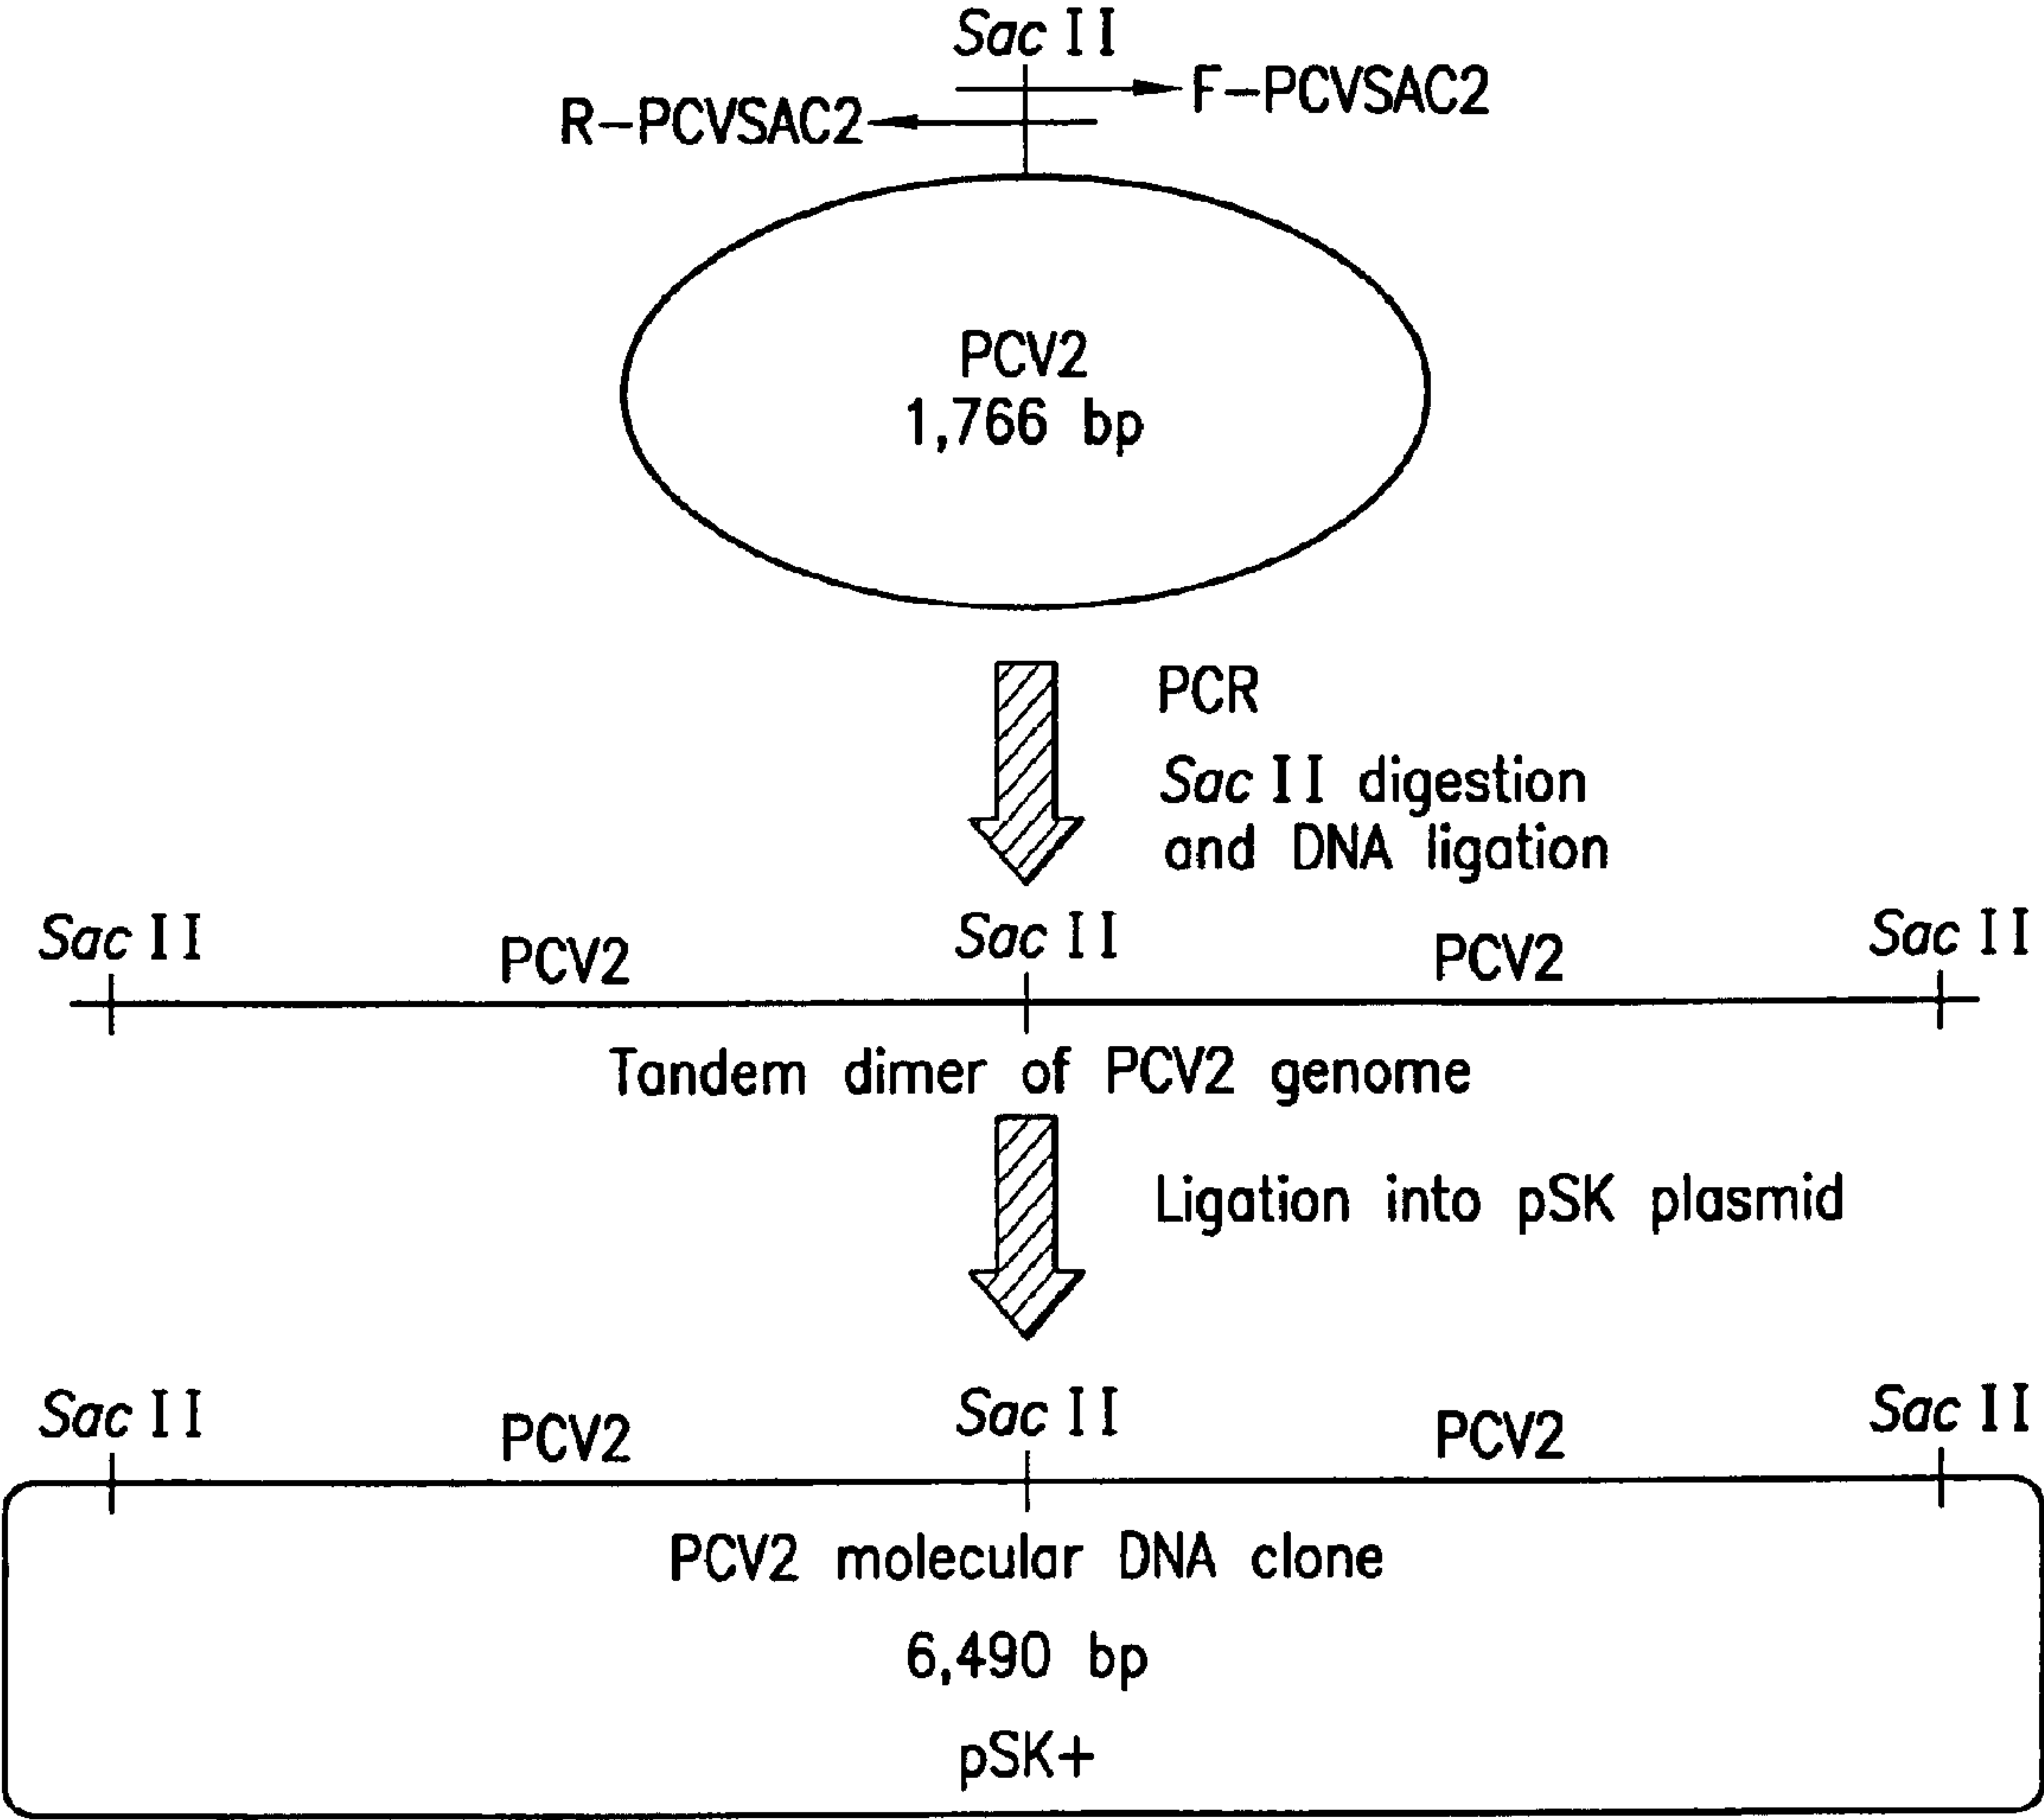 Sac II
F-PCVSAC2
R-PCVSAC2
PCV2
1,766 bp
PCR
Sac II digestion
and DNA ligation
Sac II PCV2 Sac II PCV2 Sac II
Tandem dimer of PCV2 genome
Ligation into pSK plasmid
Sac II PCV2 Sac II PCV2 Sac II
PCV2 molecular DNA clone
6,490 bp
pSK+